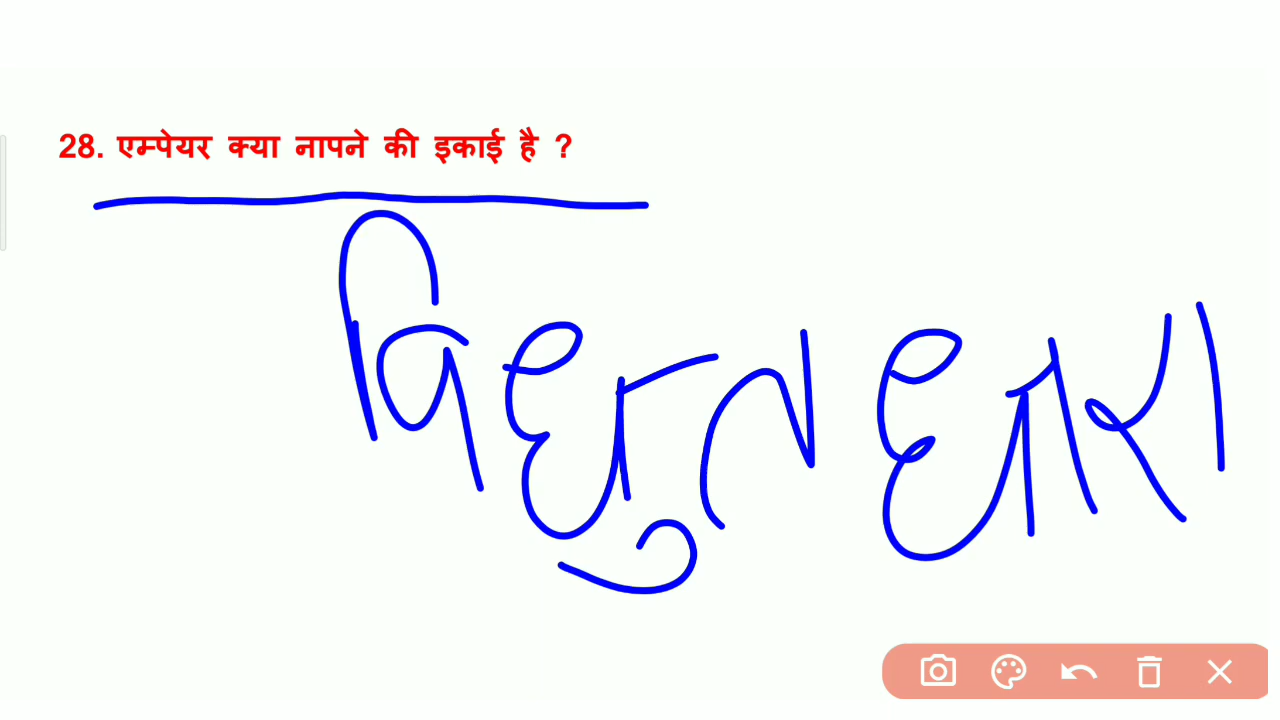 28. एम्पेयर क्या नापने की इकाई है ?
विधुत धारा